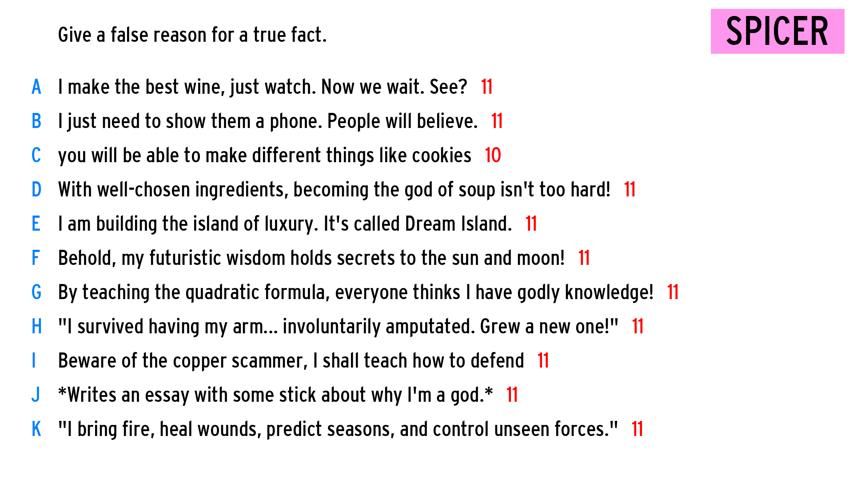 Give a false reason for a true fact.
SPICER
A I make the best wine, just watch. Now we wait. See? 11
B I just need to show them a phone. People will believe. 11
C you will be able to make different things like cookies 10
D With well-chosen ingredients, becoming the god of soup isn't too hard! 11
E I am building the island of luxury. It's called Dream Island. 11
F Behold, my futuristic wisdom holds secrets to the sun and moon! 11
G By teaching the quadratic formula, everyone thinks I have godly knowledge! 11
H "I survived having my arm... involuntarily amputated. Grew a new one!" 11
I Beware of the copper scammer, I shall teach how to defend 11
J *Writes an essay with some stick about why I'm a god.* 11
K "I bring fire, heal wounds, predict seasons, and control unseen forces." 11